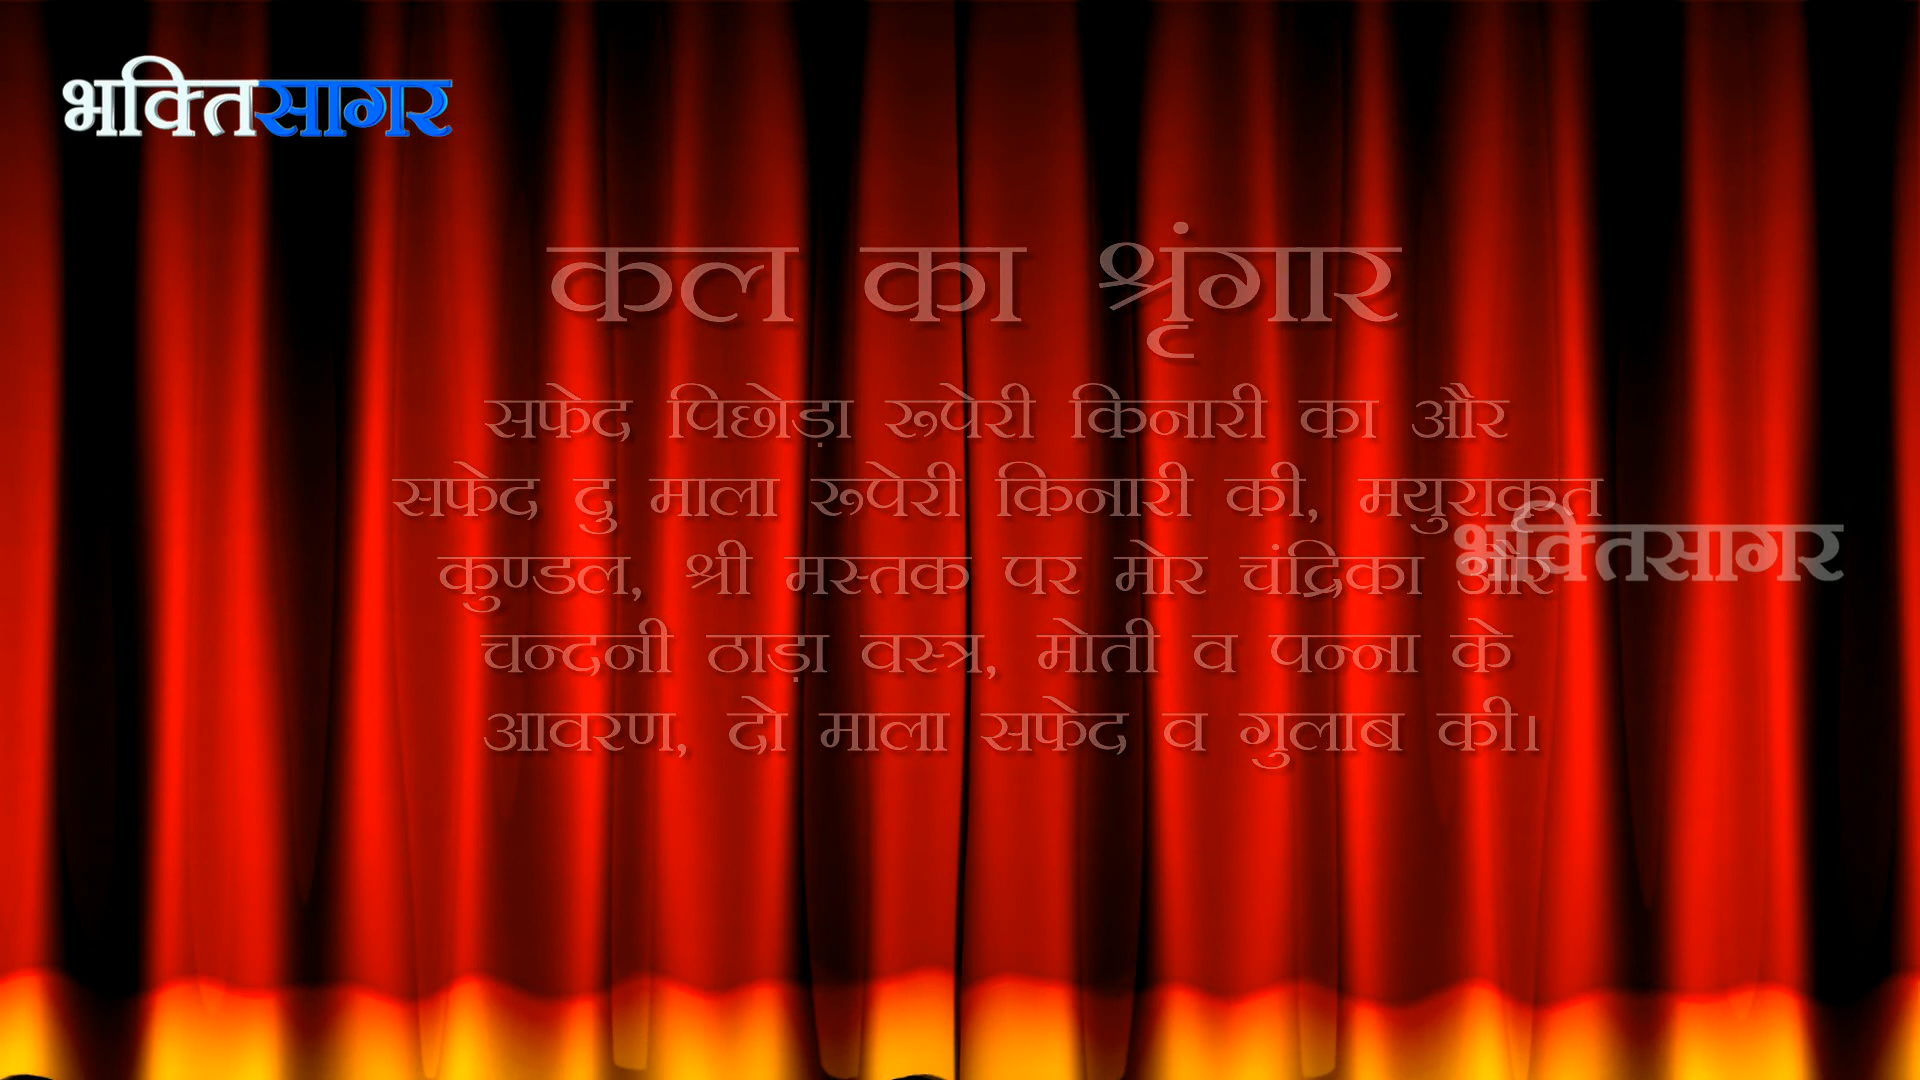 भक्तिसागर
कल का श्रृंगार
सफेद पिछोड़ा रुपेरी किनारी का और
सफेद दु माला रुपेरी किनारी की, मयुराकृत
भक्तिसागर
कुण्डल, श्री मस्तक पर मोर चंद्रिका और
चन्दनी ठाड़ा वस्त्र, मोती व पन्ना के
आवरण, दो माला सफेद व गुलाब की।